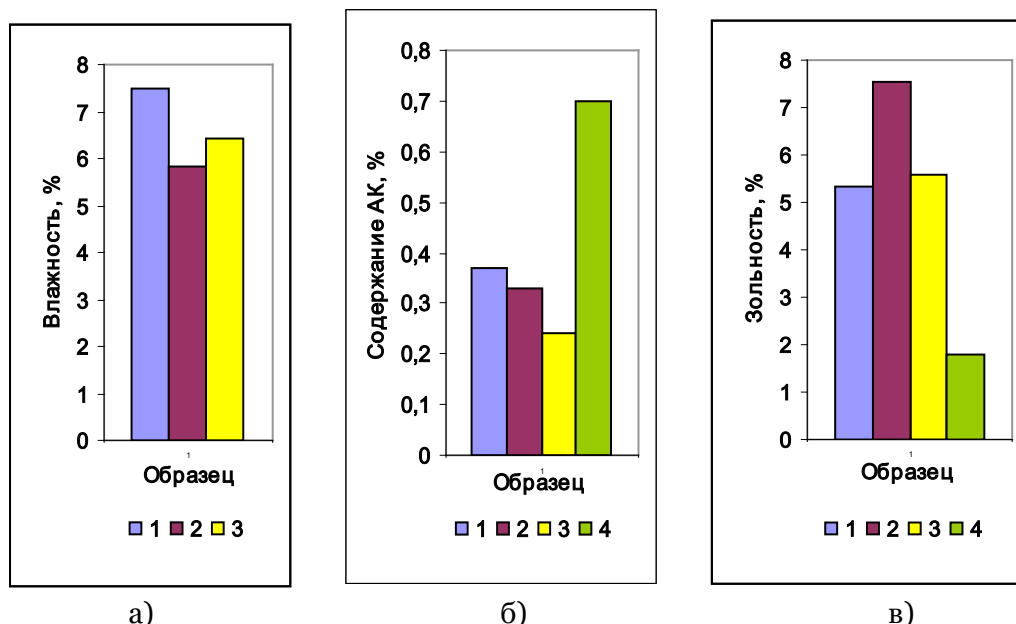 Влажность, %
8
7
6
5
4
3
2
1
0
1
Образец
1 2 3
а)
Содержание АК, %
0,8
0,7
0,6
0,5
0,4
0,3
0,2
0,1
0
1
Образец
1 2 3 4
б)
Зольность, %
8
7
6
5
4
3
2
1
0
1
Образец
1 2 3 4
в)